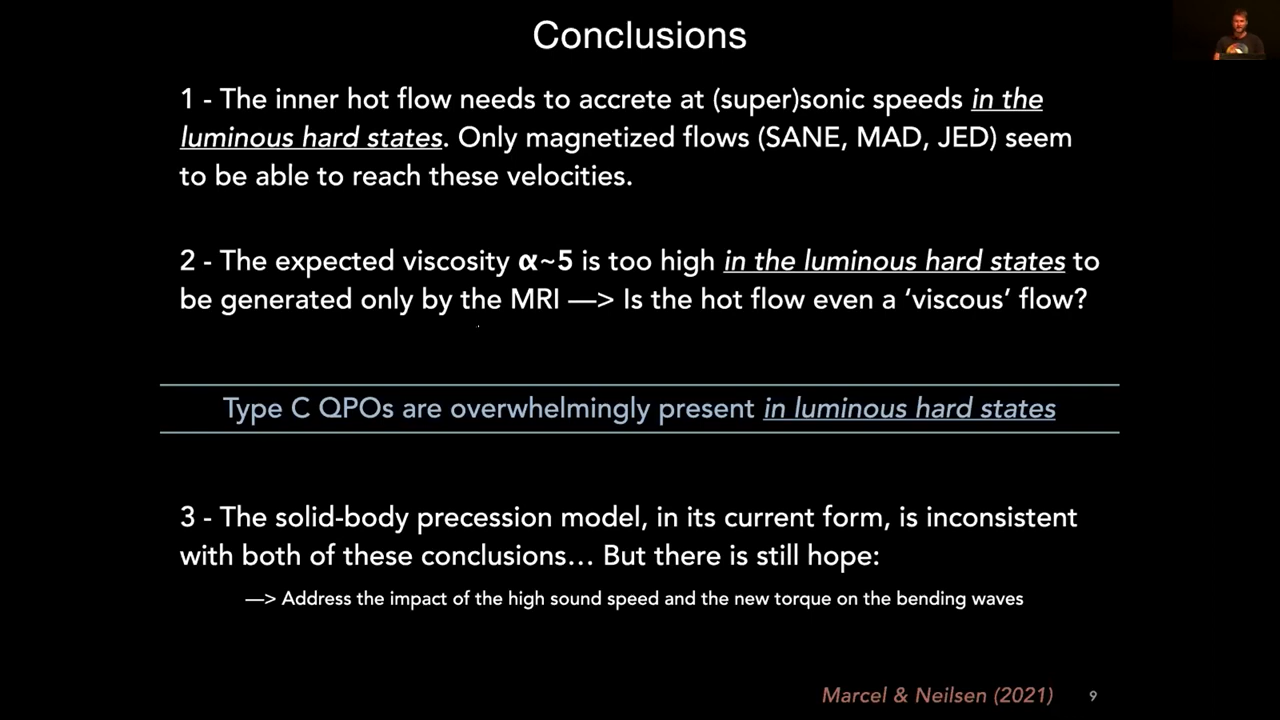 Conclusions
1 - The inner hot flow needs to accrete at (super)sonic speeds in the
luminous hard states. Only magnetized flows (SANE, MAD, JED) seem
to be able to reach these velocities.
2 - The expected viscosity α~5 is too high in the luminous hard states to
be generated only by the MRI —> Is the hot flow even a ‘viscous’ flow?
Type C QPOs are overwhelmingly present in luminous hard states
3 - The solid-body precession model, in its current form, is inconsistent
with both of these conclusions… But there is still hope:
—> Address the impact of the high sound speed and the new torque on the bending waves
Marcel & Neilsen (2021)
9